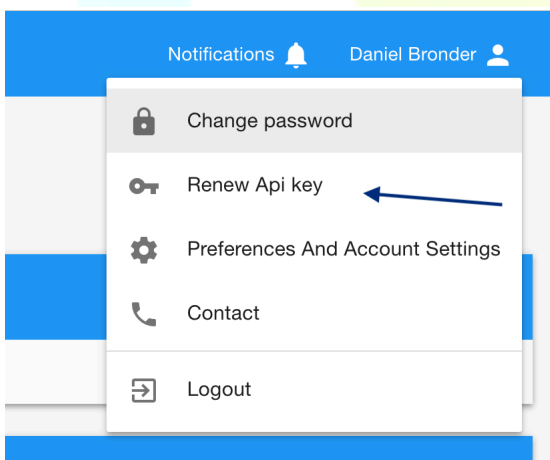 Notifications Daniel Bronder
Change password
Renew Api key
Preferences And Account Settings
Contact
Logout